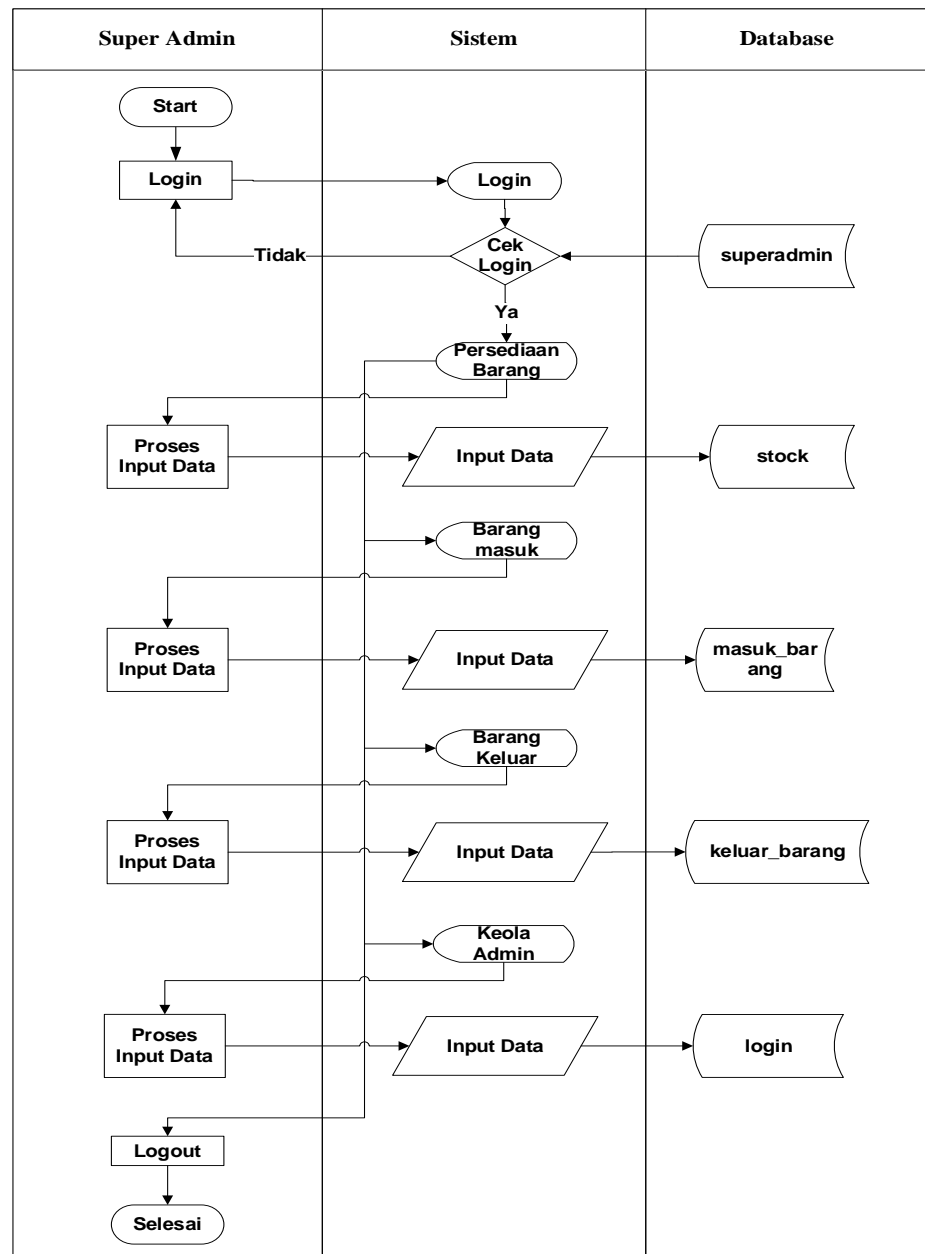 Super Admin
Sistem
Database
Start
Login
Login
Tidak
Cek
Login
superadmin
Ya
Persediaan
Barang
Proses
Input Data
Input Data
stock
Barang
masuk
Proses
Input Data
Input Data
masuk_bar
ang
Barang
Keluar
Proses
Input Data
Input Data
keluar_barang
Keola
Admin
Proses
Input Data
Input Data
login
Logout
Selesai